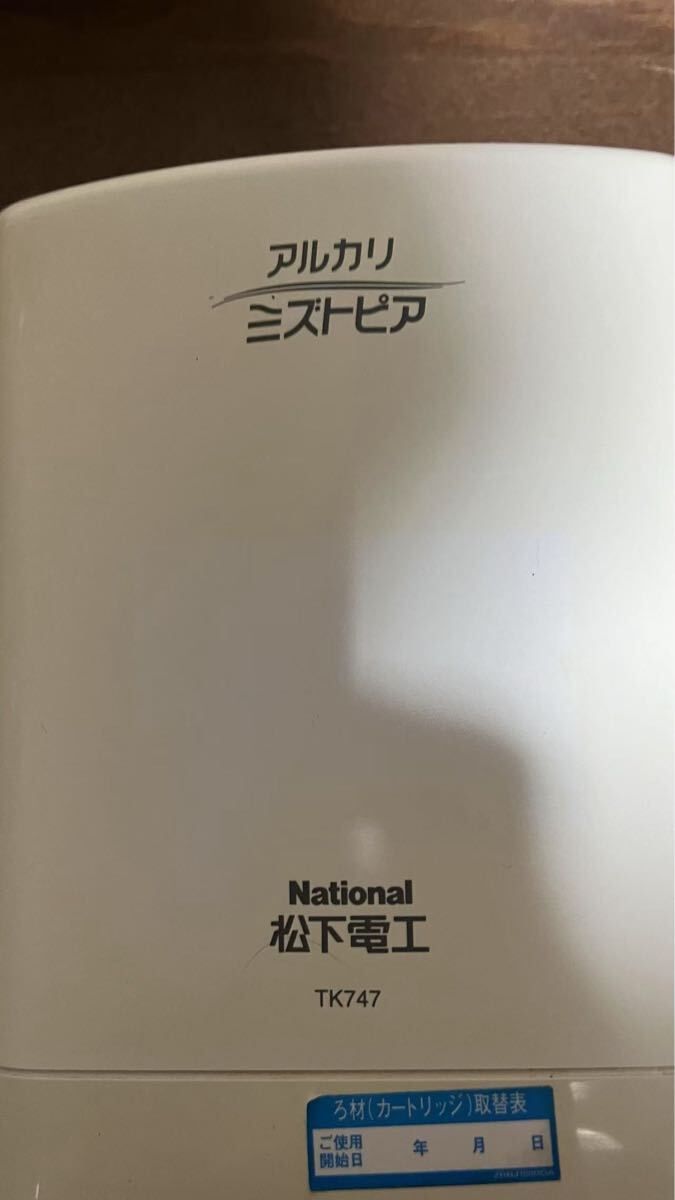 アルカリ
ミズトピア
National
松下電工
TK747
ろ材(カートリッジ)取替表
ご使用
開始日 年 月 日